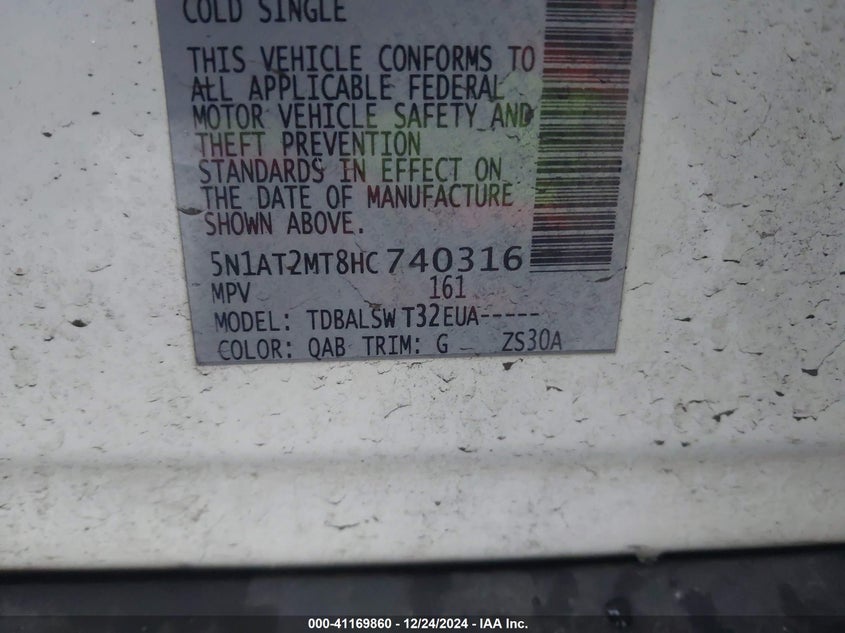 COLD SINGLE
THIS VEHICLE CONFORMS TO
ALL APPLICABLE FEDERAL
MOTOR VEHICLE SAFETY AND
THEFT PREVENTION
STANDARDS IN EFFECT ON
THE DATE OF MANUFACTURE
SHOWN ABOVE.
5N1AT2MT8HC740316
MPV 161
MODEL: TDBALSWT32EUA-----
COLOR: QAB TRIM: G ZS30A
000-41169860 - 12/24/2024 - IAA Inc.